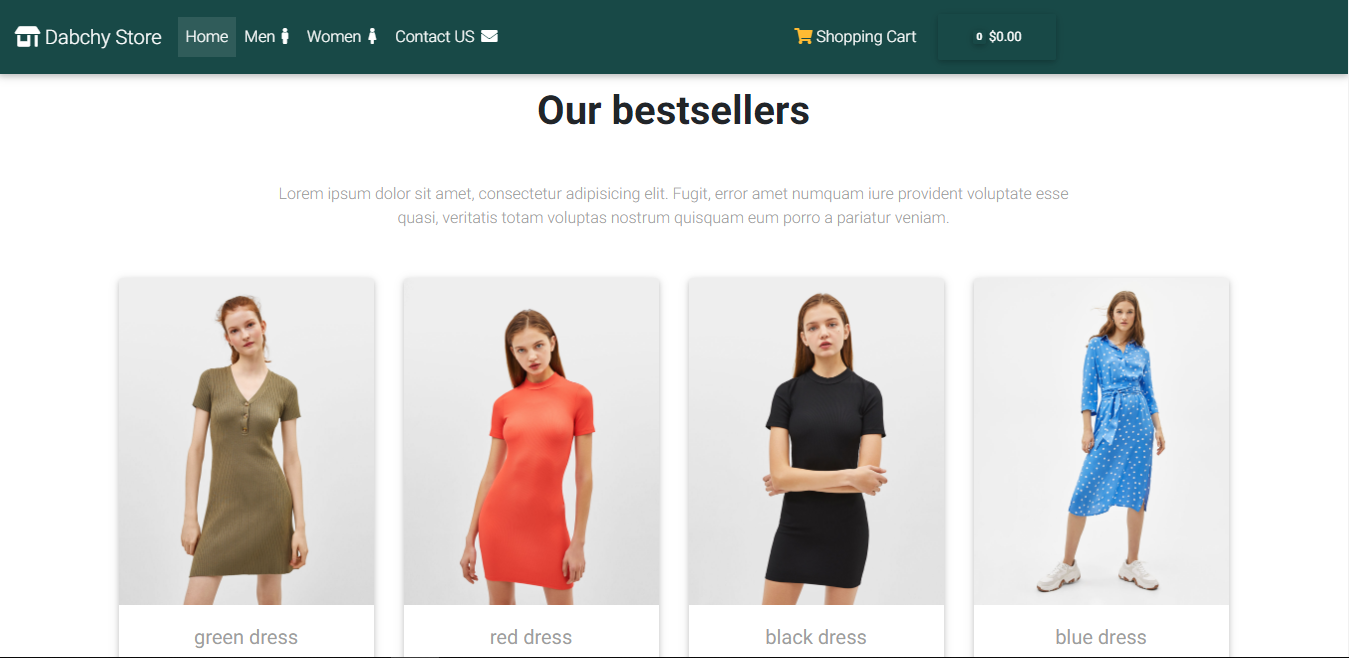 Dabchy Store Home Men Women Contact US Shopping Cart 0 $0.00
Our bestsellers
Lorem ipsum dolor sit amet, consectetur adipisicing elit. Fugit, error amet numquam iure provident voluptate esse
quasi, veritatis totam voluptas nostrum quisquam eum porro a pariatur veniam.
green dress red dress black dress blue dress